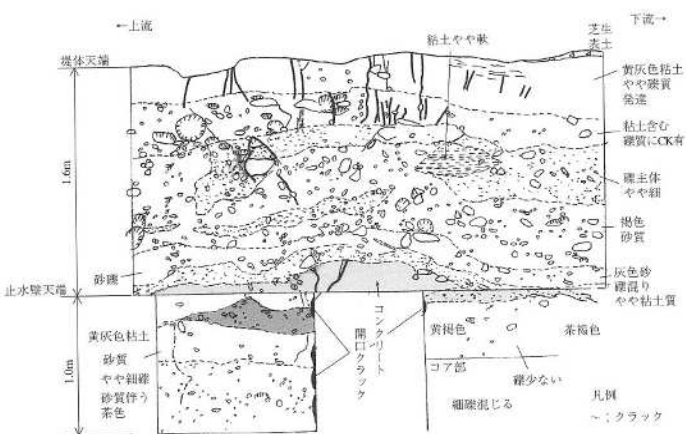 ←上流
下流→
芝生
表土
粘土やや軟
堤体天端
黄灰色粘土
やや礫質
発達
粘土含む
礫質にCK有
1.6m
礫主体
やや細
褐色
砂質
砂礫
灰色砂
礫混り
やや粘土質
止水壁天端
コンクリート
開口クラック
黄灰色粘土
砂質
やや細礫
砂質伴う
茶色
1.0m
黄褐色
茶褐色
コア部
礫少ない
細礫混じる
凡例
~;クラック